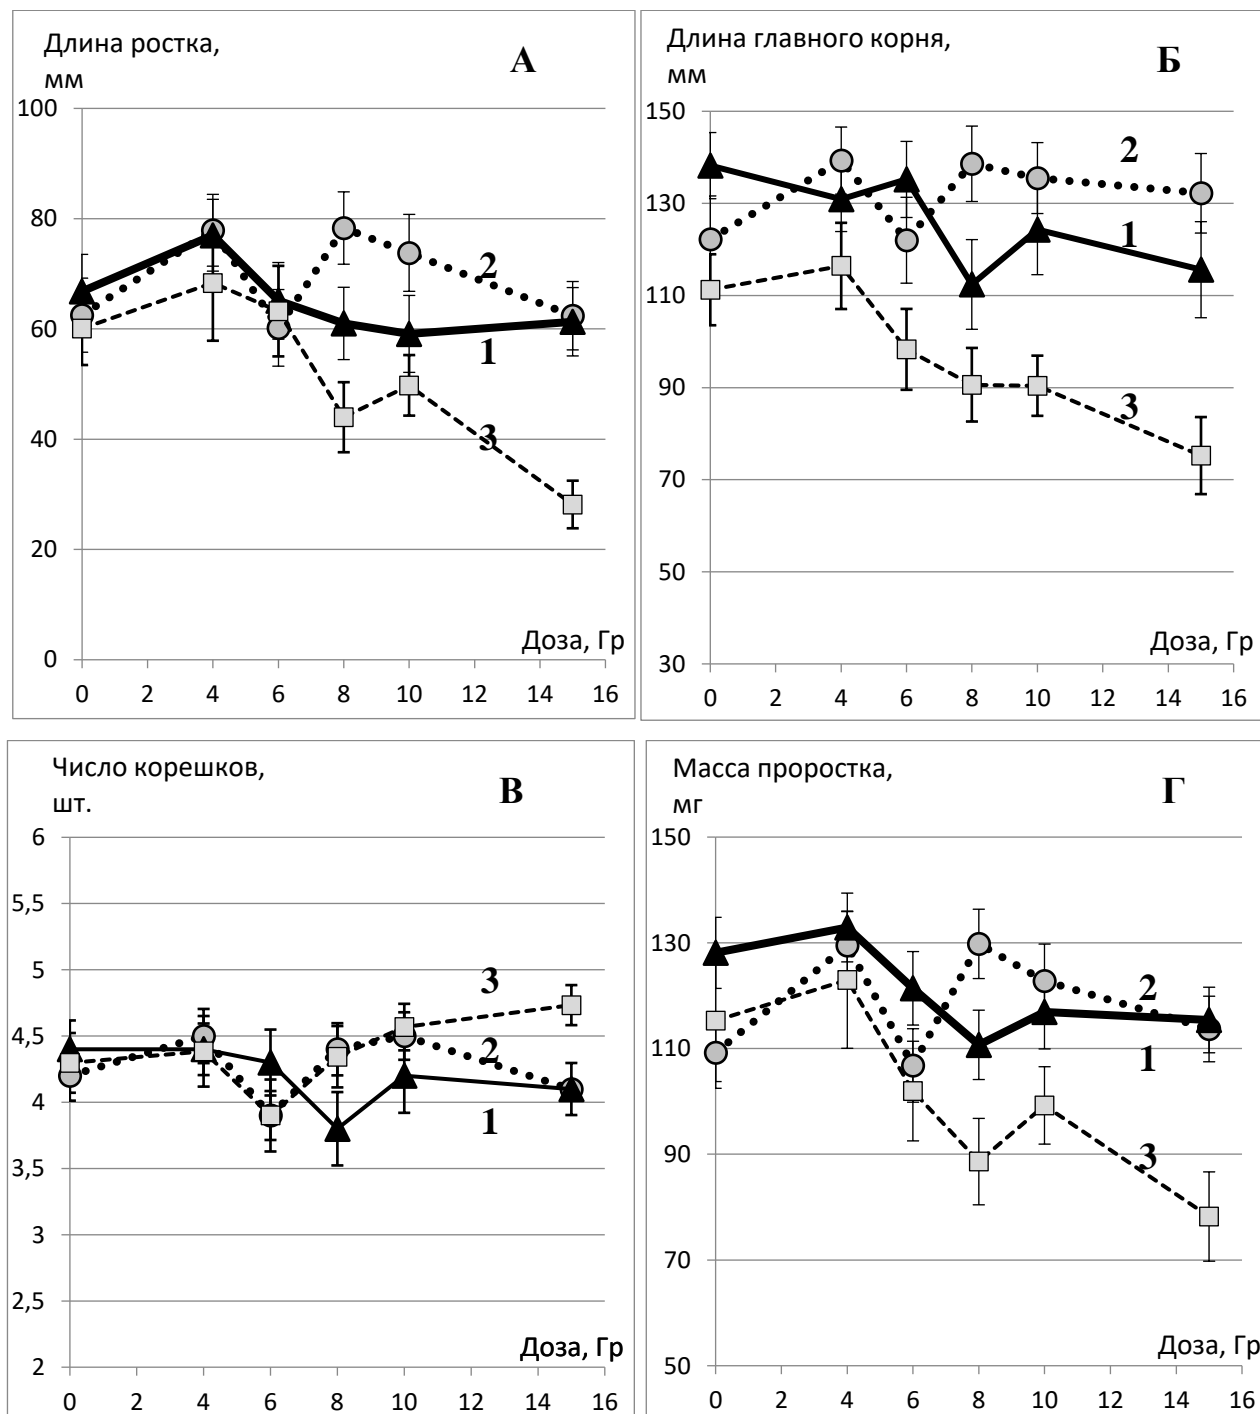 Длина ростка,
мм
А
100
80
60
40
20
0
2
1
3
Доза, Гр
0 2 4 6 8 10 12 14 16
Длина главного корня,
мм
Б
150
130
110
90
70
50
30
2
1
3
Доза, Гр
0 2 4 6 8 10 12 14 16
Число корешков,
шт.
В
6
5,5
5
4,5
4
3,5
3
2,5
2
3
2
1
Доза, Гр
0 2 4 6 8 10 12 14 16
Масса проростка,
мг
Г
150
130
110
90
70
50
2
1
3
Доза, Гр
0 2 4 6 8 10 12 14 16